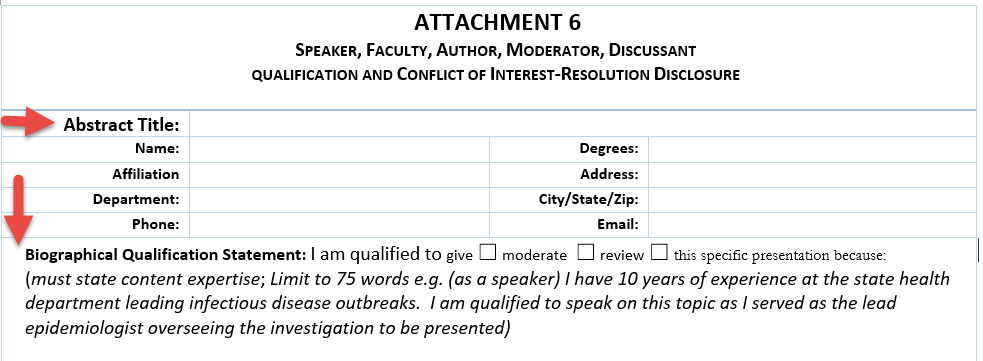 ATTACHMENT 6
SPEAKER, FACULTY, AUTHOR, MODERATOR, DISCUSSANT
QUALIFICATION AND CONFLICT OF INTEREST-RESOLUTION DISCLOSURE
Abstract Title:
Name: Degrees:
Affiliation Address:
Department: City/State/Zip:
Phone: Email:
Biographical Qualification Statement: I am qualified to give ☐ moderate ☐ review ☐ this specific presentation because:
(must state content expertise; Limit to 75 words e.g. (as a speaker) I have 10 years of experience at the state health
department leading infectious disease outbreaks. I am qualified to speak on this topic as I served as the lead
epidemiologist overseeing the investigation to be presented)